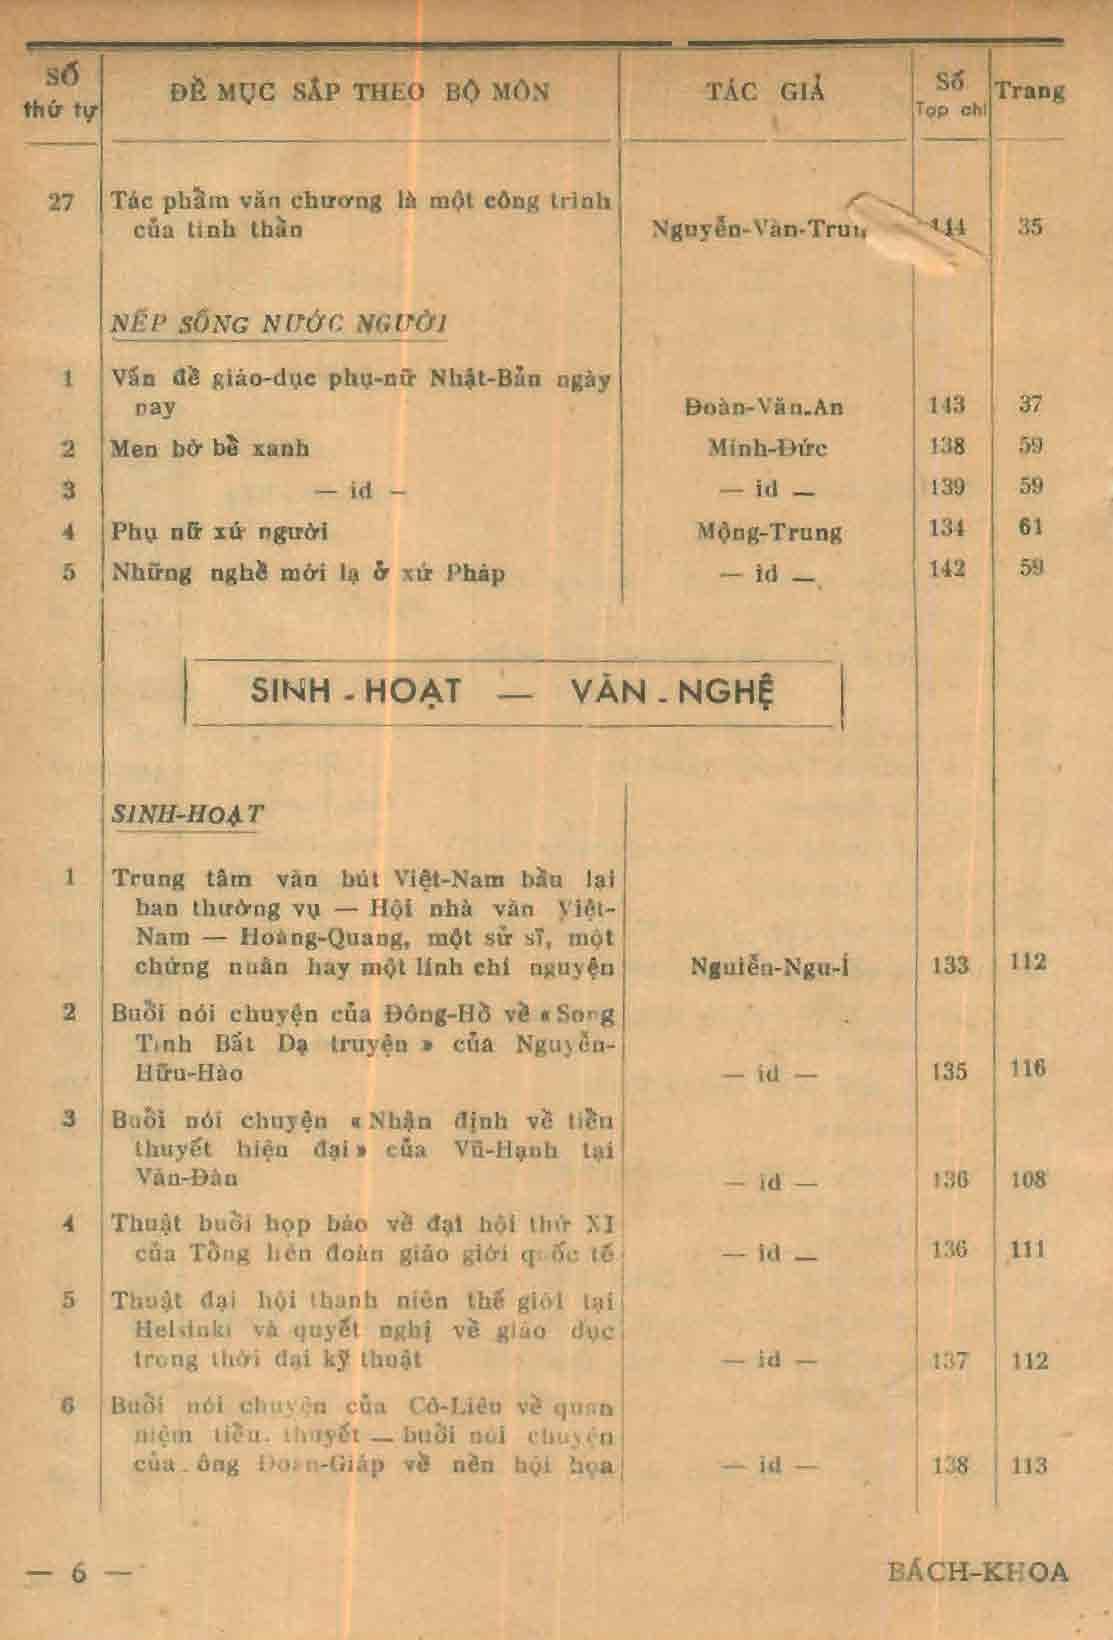 SỐ thứ tự ĐỀ MỤC SẮP THEO BỘ MÔN TÁC GIẢ Số Tạp chí Trang
27 Tác phẩm văn chương là một công trình
của tinh thần Nguyễn-Văn-Trun 144 35
NẾP SỐNG NƯỚC NGƯỜI
1 Vấn đề giáo-dục phụ-nữ Nhật-Bản ngày
nay Đoàn-Văn-An 143 37
2 Men bờ bể xanh Minh-Đức 138 59
3 — id — — id — 139 59
4 Phụ nữ xứ người Mộng-Trung 134 61
5 Những nghề mới lạ ở xứ Pháp — id — 142 59
SINH - HOẠT — VĂN - NGHỆ
SINH-HOẠT
1 Trung tâm văn bút Việt-Nam bầu lại
ban thường vụ — Hội nhà văn Việt-
Nam — Hoàng-Quang, một sử sĩ, một
chứng nhân hay một lính chí nguyện Nguiễn-Ngu-Í 133 112
2 Buổi nói chuyện của Đông-Hồ về « Song
Tinh Bất Dạ truyện » của Nguyễn-
Hữu-Hào — id — 135 116
3 Buổi nói chuyện « Nhận định về tiểu
thuyết hiện đại » của Vũ-Hạnh tại
Văn-Đàn — id — 136 108
4 Thuật buổi họp báo về đại hội thứ XI
của Tổng liên đoàn giáo giới quốc tế — id — 136 111
5 Thuật đại hội thanh niên thế giới tại
Helsinki và quyết nghị về giáo dục
trong thời đại kỹ thuật — id — 137 112
6 Buổi nói chuyện của Cô-Liêu về quan
niệm tiểu thuyết — buổi nói chuyện
của ông Đoàn-Giáp về nền hội họa — id — 138 113
— 6 — BÁCH-KHOA